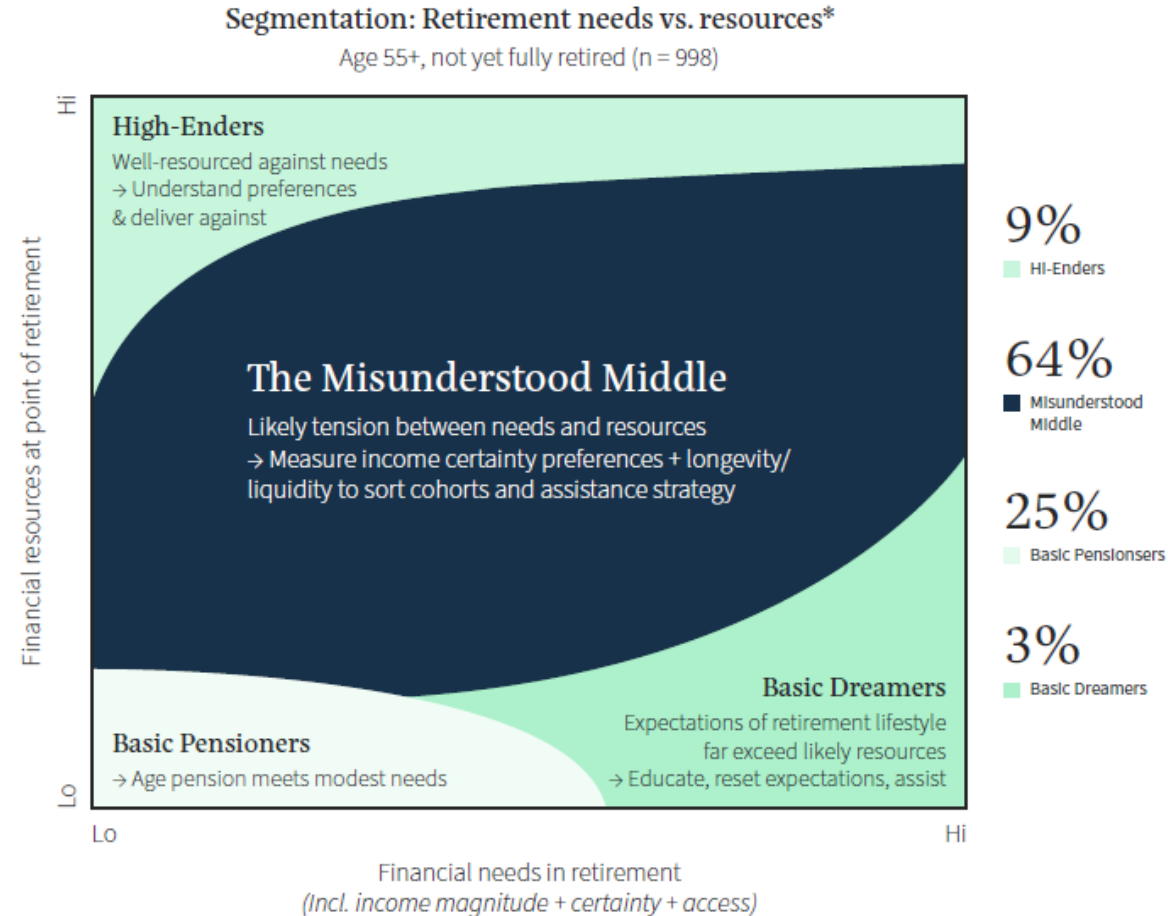 Segmentation: Retirement needs vs. resources*
Age 55+, not yet fully retired (n = 998)
Hi
Financial resources at point of retirement
Lo
High-Enders
Well-resourced against needs
→ Understand preferences
& deliver against
The Misunderstood Middle
Likely tension between needs and resources
→ Measure income certainty preferences + longevity/
liquidity to sort cohorts and assistance strategy
Basic Dreamers
Expectations of retirement lifestyle
far exceed likely resources
→ Educate, reset expectations, assist
Basic Pensioners
→ Age pension meets modest needs
Lo
Hi
Financial needs in retirement
(Incl. income magnitude + certainty + access)
9%
Hi-Enders
64%
Misunderstood
Middle
25%
Basic Pensionsers
3%
Basic Dreamers